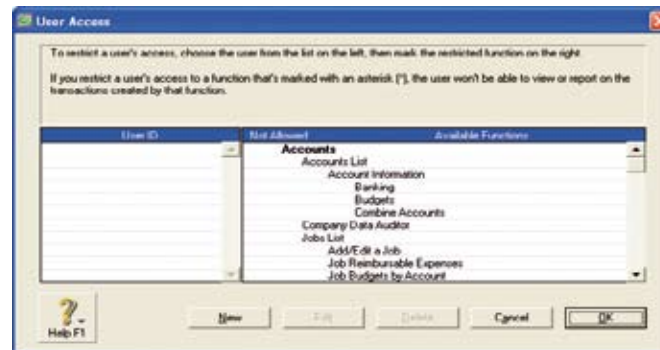 User Access
To restrict a user's access, choose the user from the list on the left, then mark the restricted function on the right.
If you restrict a user's access to a function that's marked with an asterisk (*), the user won't be able to view or report on the
transactions created by that function.
User ID Not Allowed Available Functions
Accounts
Accounts List
Account Information
Banking
Budgets
Combine Accounts
Company Data Auditor
Jobs List
Add/Edit a Job
Job Reimbursable Expenses
Job Budgets by Account
Help F1 New Edit Delete Cancel OK